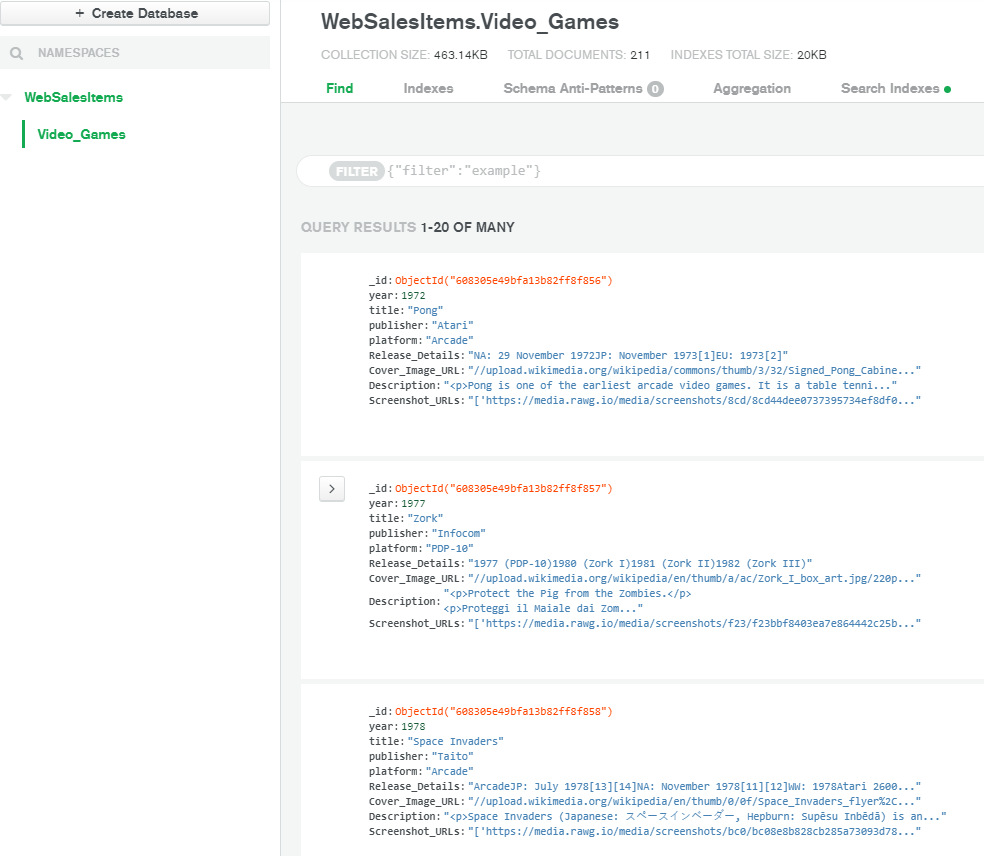 + Create Database
NAMESPACES
WebSalesItems
Video_Games
WebSalesItems.Video_Games
COLLECTION SIZE: 463.14KB TOTAL DOCUMENTS: 211 INDEXES TOTAL SIZE: 20KB
Find Indexes Schema Anti-Patterns 0 Aggregation Search Indexes
FILTER {"filter":"example"}
QUERY RESULTS 1-20 OF MANY
_id: ObjectId("608305e49bfa13b82ff8f856")
year: 1972
title: "Pong"
publisher: "Atari"
platform: "Arcade"
Release_Details: "NA: 29 November 1972JP: November 1973[1]EU: 1973[2]"
Cover_Image_URL: "//upload.wikimedia.org/wikipedia/commons/thumb/3/32/Signed_Pong_Cabine..."
Description: "<p>Pong is one of the earliest arcade video games. It is a table tenni..."
Screenshot_URLs: "['https://media.rawg.io/media/screenshots/8cd/8cd44dee0737395734ef8df0..."
_id: ObjectId("608305e49bfa13b82ff8f857")
year: 1977
title: "Zork"
publisher: "Infocom"
platform: "PDP-10"
Release_Details: "1977 (PDP-10)1980 (Zork I)1981 (Zork II)1982 (Zork III)"
Cover_Image_URL: "//upload.wikimedia.org/wikipedia/en/thumb/a/ac/Zork_I_box_art.jpg/220p..."
Description: "<p>Protect the Pig from the Zombies.</p>
<p>Proteggi il Maiale dai Zom..."
Screenshot_URLs: "['https://media.rawg.io/media/screenshots/f23/f23bbf8403ea7e864442c25b..."
_id: ObjectId("608305e49bfa13b82ff8f858")
year: 1978
title: "Space Invaders"
publisher: "Taito"
platform: "Arcade"
Release_Details: "ArcadeJP: July 1978[13][14]NA: November 1978[11][12]WW: 1978Atari 2600..."
Cover_Image_URL: "//upload.wikimedia.org/wikipedia/en/thumb/0/0f/Space_Invaders_flyer%2C..."
Description: "<p>Space Invaders (Japanese: スペースインベーダー, Hepburn: Supēsu Inbēdā) is an..."
Screenshot_URLs: "['https://media.rawg.io/media/screenshots/bc0/bc08e8b828cb285a73093d78..."